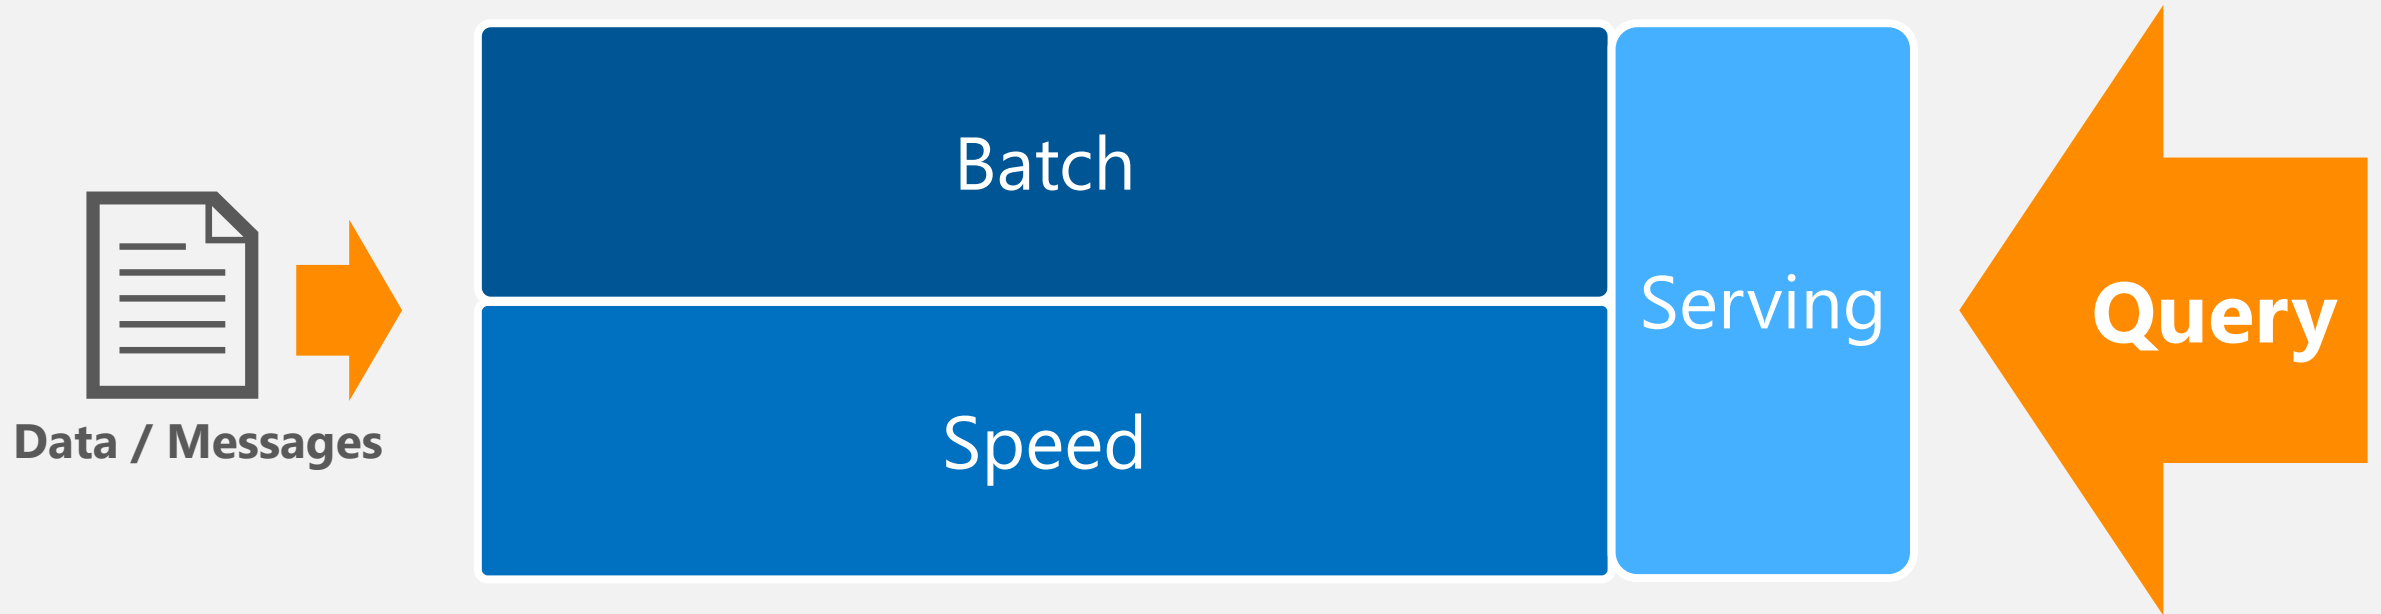 Batch
Speed
Serving
Query
Data / Messages